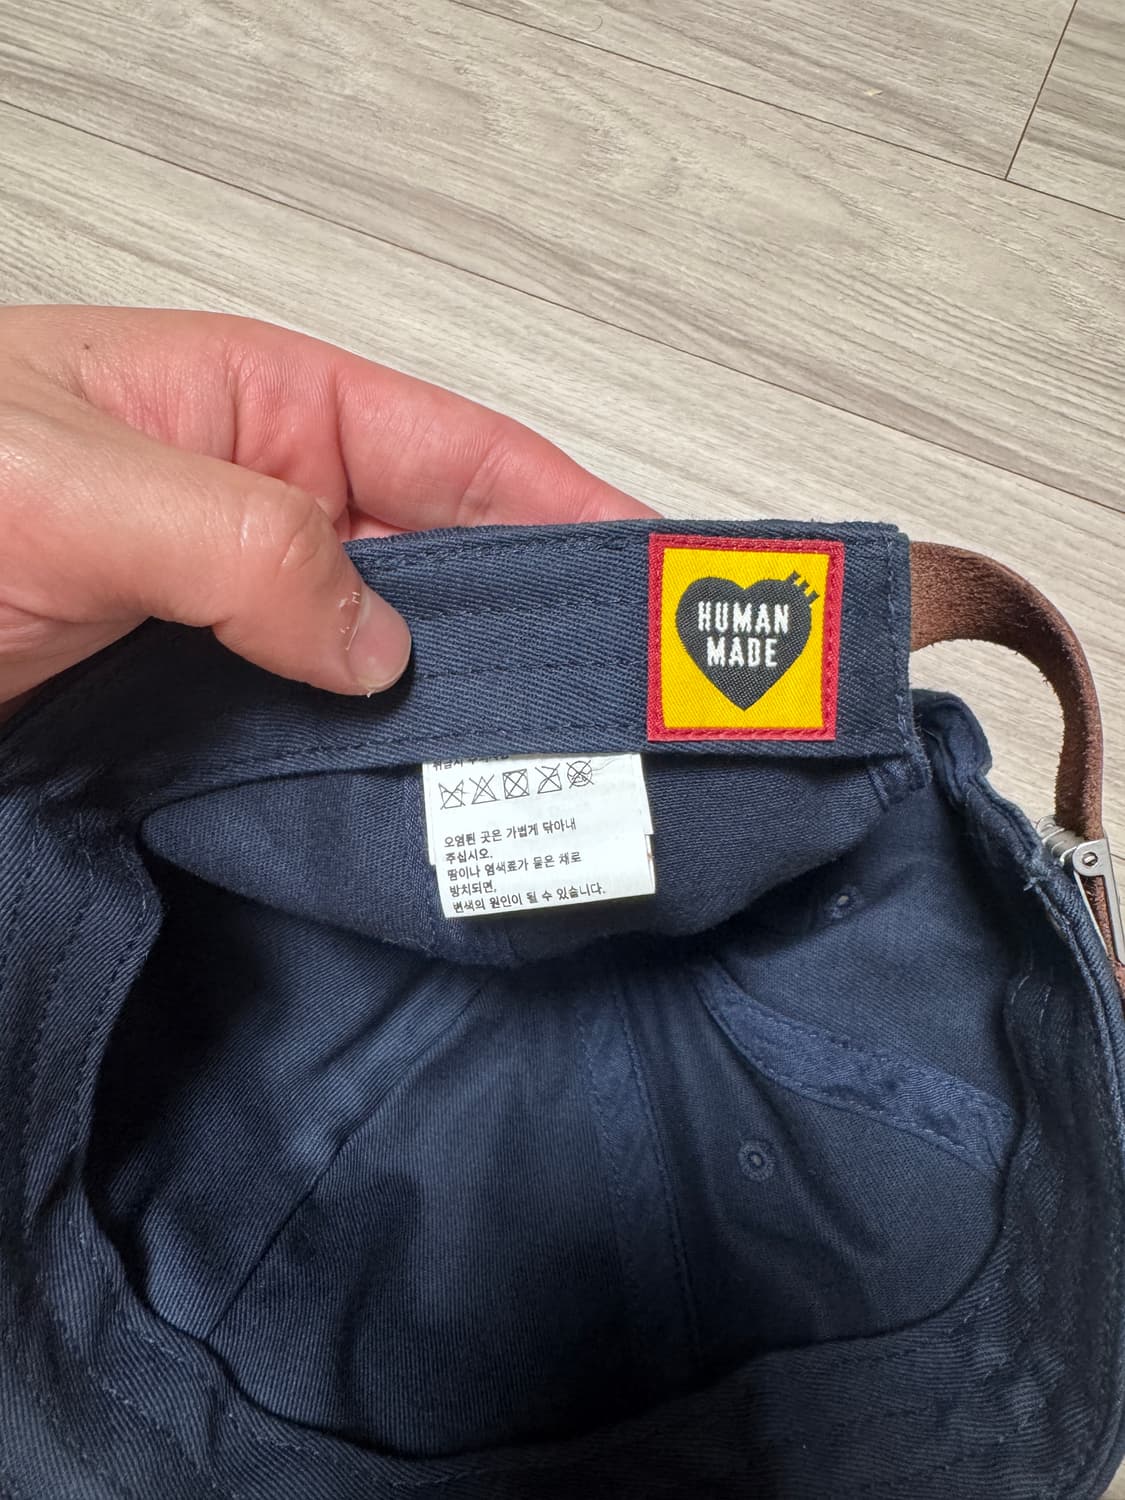 HUMAN
MADE
오염된 곳은 가볍게 닦아내
주십시오.
땀이나 염색료가 묻은 채로
방치되면,
변색의 원인이 될 수 있습니다.